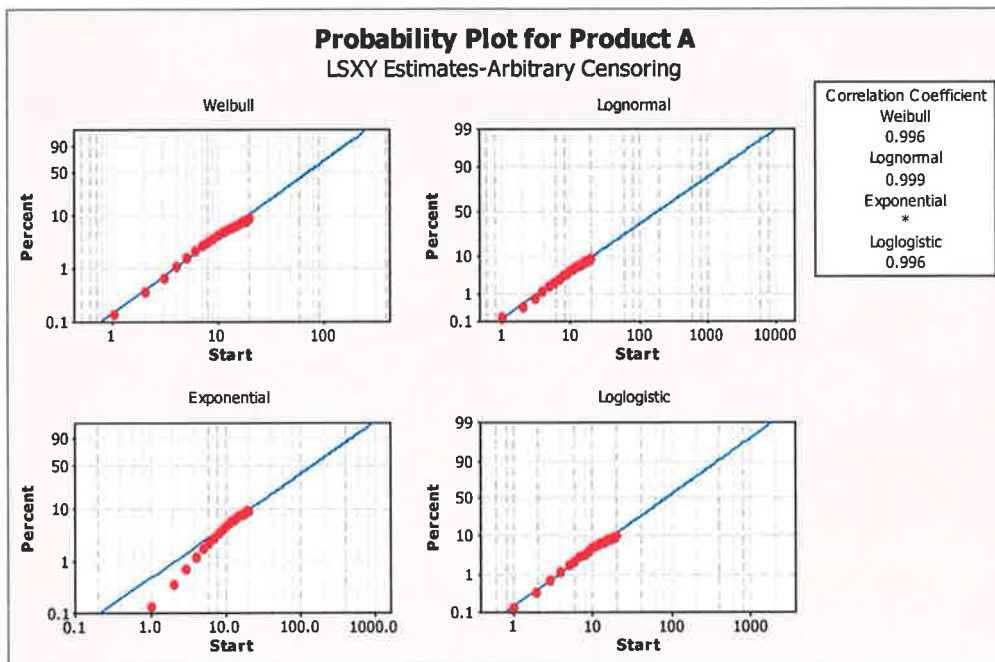 Probability Plot for Product A
LSXY Estimates-Arbitrary Censoring
Weibull
Percent
90
50
10
1
0.1
1
10
100
Start
Lognormal
Percent
99
90
50
10
1
0.1
1
10
100
1000
10000
Start
Correlation Coefficient
Weibull
0.996
Lognormal
0.999
Exponential
*
Loglogistic
0.996
Exponential
Percent
90
50
10
1
0.1
0.1
1.0
10.0
100.0
1000.0
Start
Loglogistic
Percent
99
90
50
10
1
0.1
1
10
100
1000
Start